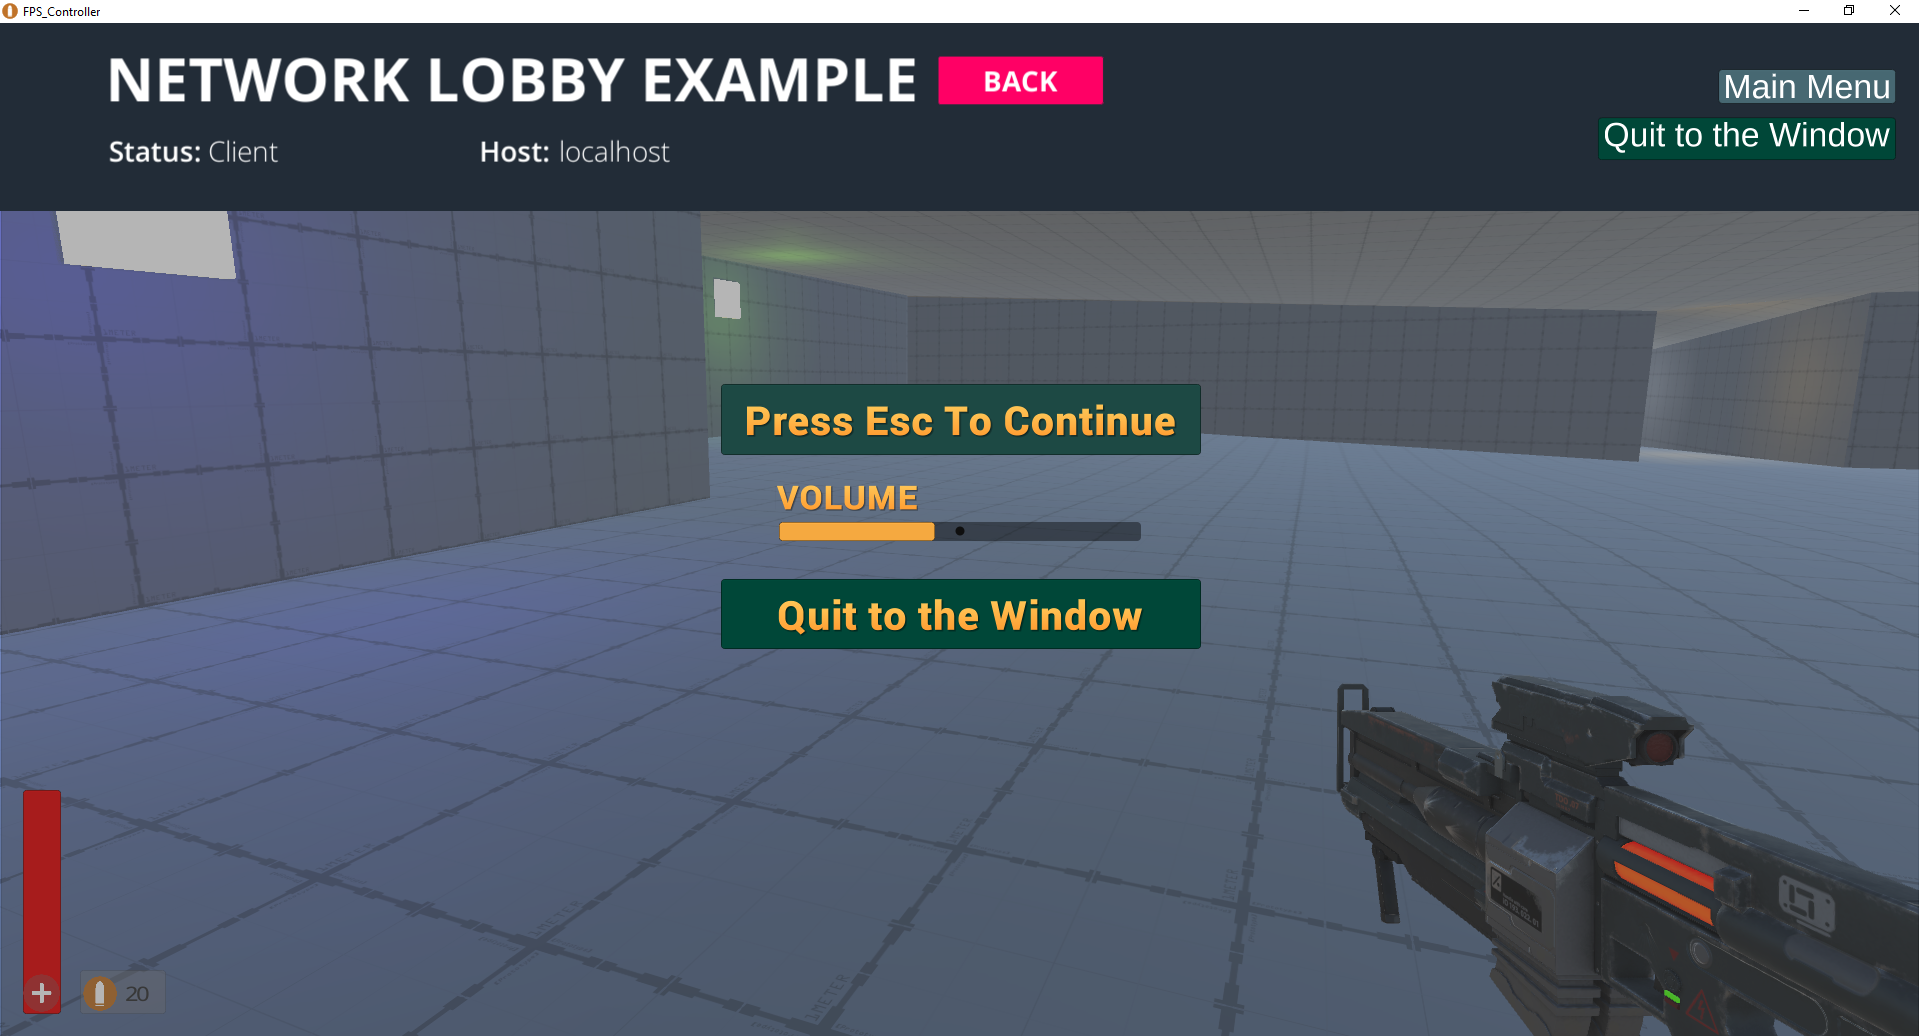 FPS_Controller
NETWORK LOBBY EXAMPLE
BACK
Main Menu
Quit to the Window
Status: Client
Host: localhost
Press Esc To Continue
VOLUME
Quit to the Window
20